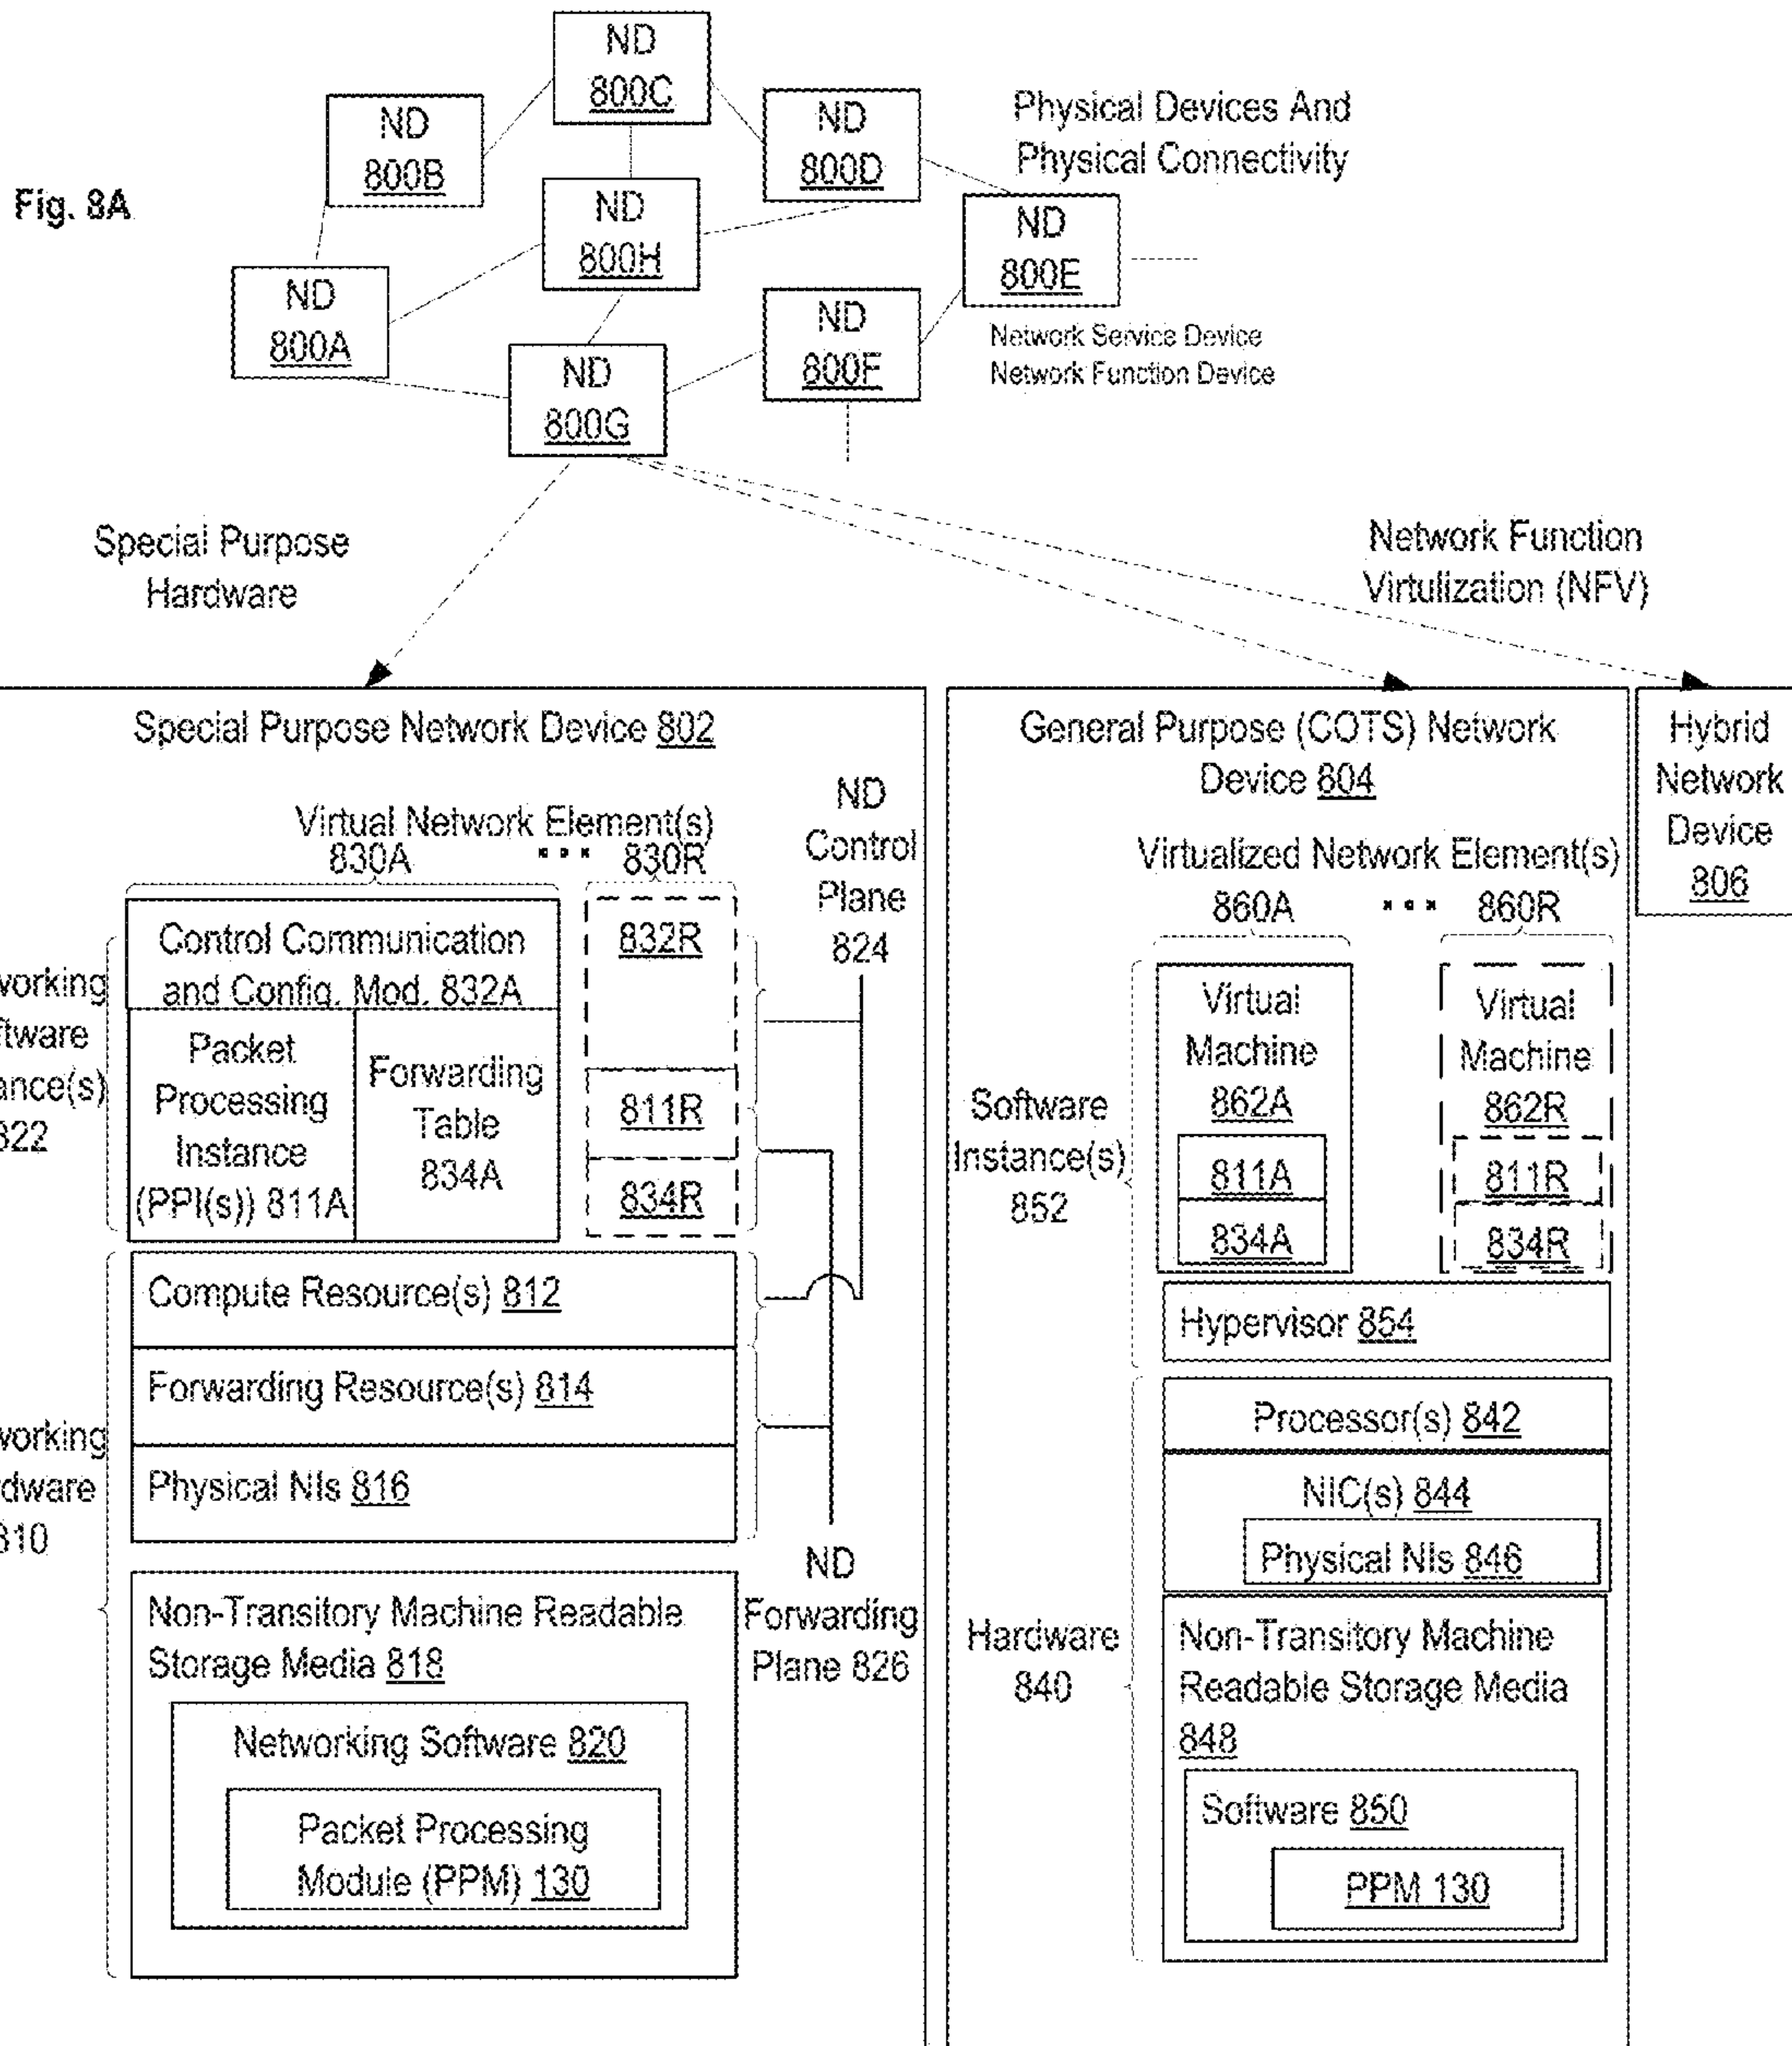 Fig. 8A
ND
800C
ND
800B
ND
800D
Physical Devices And
Physical Connectivity
ND
800H
ND
800E
ND
800A
ND
800F
Network Service Device
Network Function Device
ND
800G
Special Purpose
Hardware
Network Function
Virtulization (NFV)
Special Purpose Network Device 802
Virtual Network Element(s)
830A ... 830R
ND
Control
Plane
824
Control Communication
and Config. Mod. 832A
832R
Packet
Processing
Instance
(PPI(s)) 811A
Forwarding
Table
834A
811R
834R
working
ftware
ance(s)
822
Compute Resource(s) 812
Forwarding Resource(s) 814
Physical NIs 816
working
rdware
810
ND
Forwarding
Plane 826
Non-Transitory Machine Readable
Storage Media 818
Networking Software 820
Packet Processing
Module (PPM) 130
General Purpose (COTS) Network
Device 804
Virtualized Network Element(s)
860A ... 860R
Virtual
Machine
862A
811A
834A
Virtual
Machine
862R
811R
834R
Software
Instance(s)
852
Hypervisor 854
Processor(s) 842
NIC(s) 844
Physical NIs 846
Hardware
840
Non-Transitory Machine
Readable Storage Media
848
Software 850
PPM 130
Hybrid
Network
Device
806